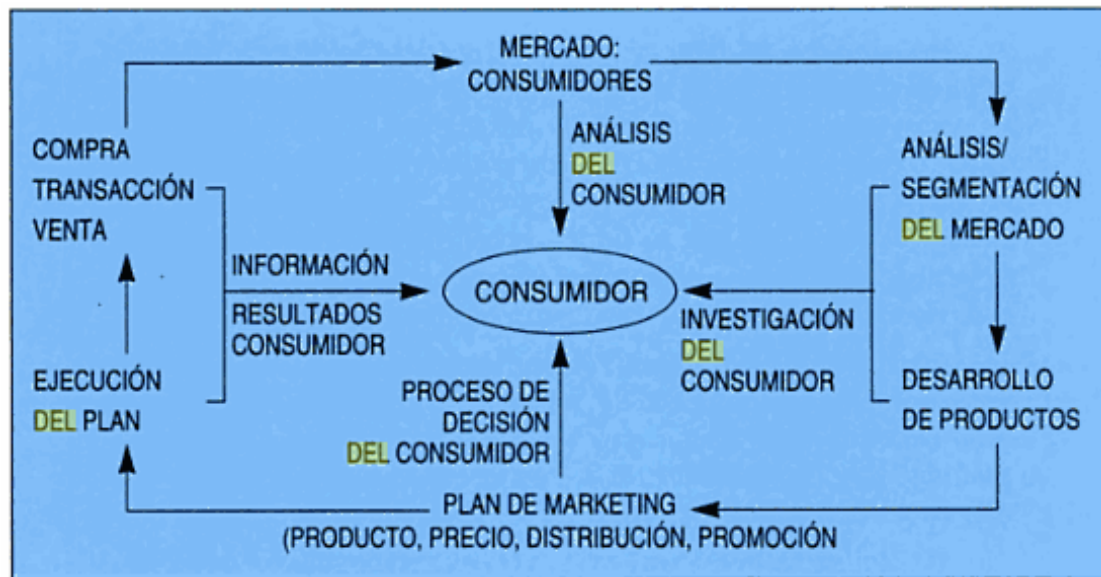 MERCADO:
CONSUMIDORES
ANÁLISIS
DEL
CONSUMIDOR
COMPRA
TRANSACCIÓN
VENTA
ANÁLISIS/
SEGMENTACIÓN
DEL MERCADO
INFORMACIÓN
RESULTADOS
CONSUMIDOR
CONSUMIDOR
INVESTIGACIÓN
DEL
CONSUMIDOR
EJECUCIÓN
DEL PLAN
PROCESO DE
DECISIÓN
DEL CONSUMIDOR
DESARROLLO
DE PRODUCTOS
PLAN DE MARKETING
(PRODUCTO, PRECIO, DISTRIBUCIÓN, PROMOCIÓN